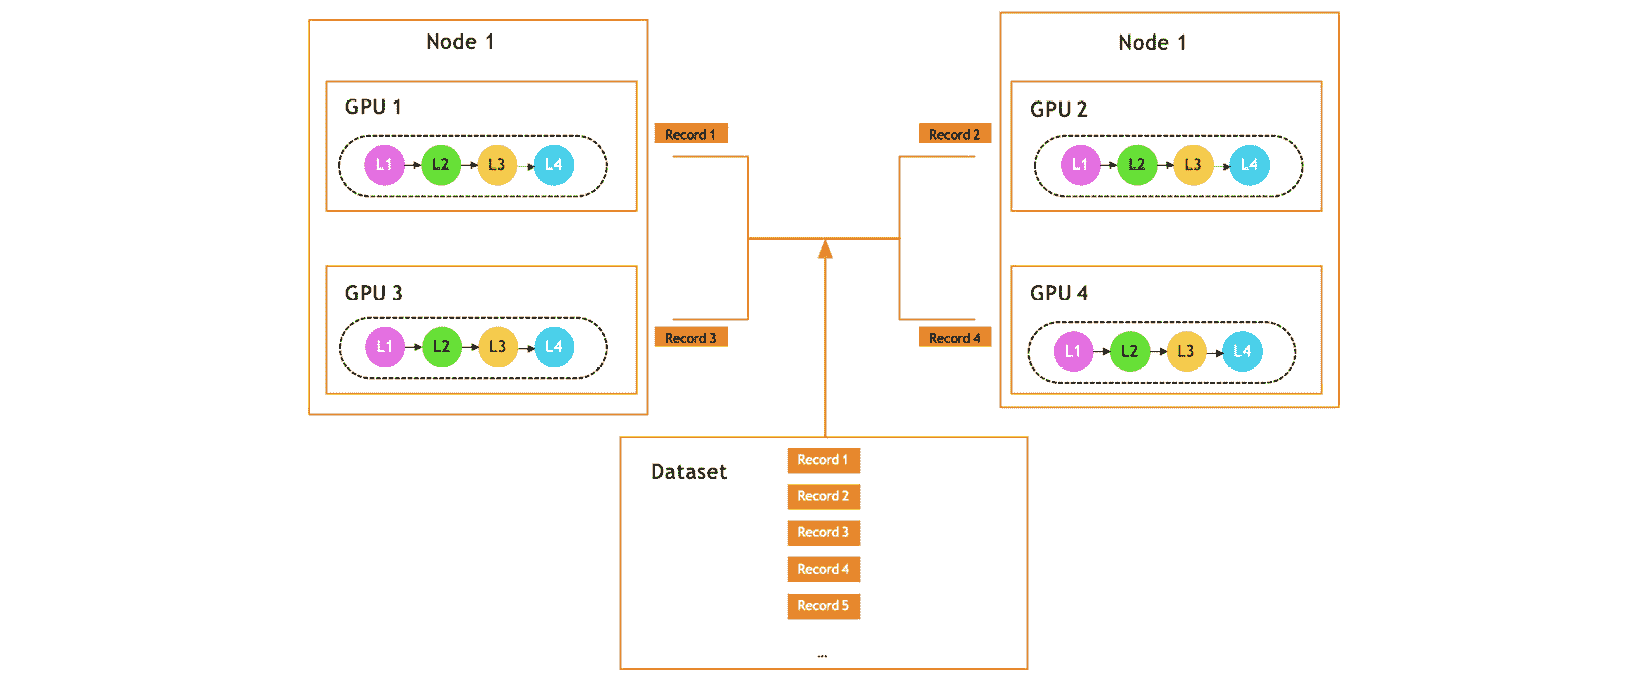 Node 1
GPU 1
L1 L2 L3 L4
GPU 3
L1 L2 L3 L4
Record 1
Record 3
Record 2
Record 4
Node 1
GPU 2
L1 L2 L3 L4
GPU 4
L1 L2 L3 L4
Dataset
Record 1
Record 2
Record 3
Record 4
Record 5
...